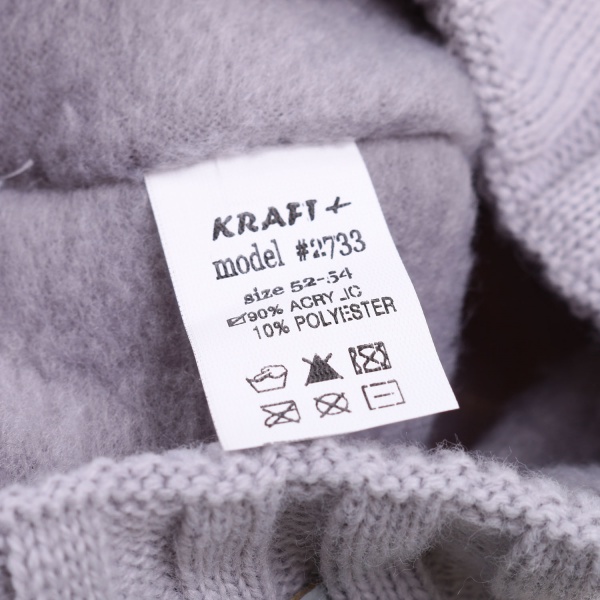 KRAFT+
model #2733
size 52-54
90% ACRYLIC
10% POLYESTER